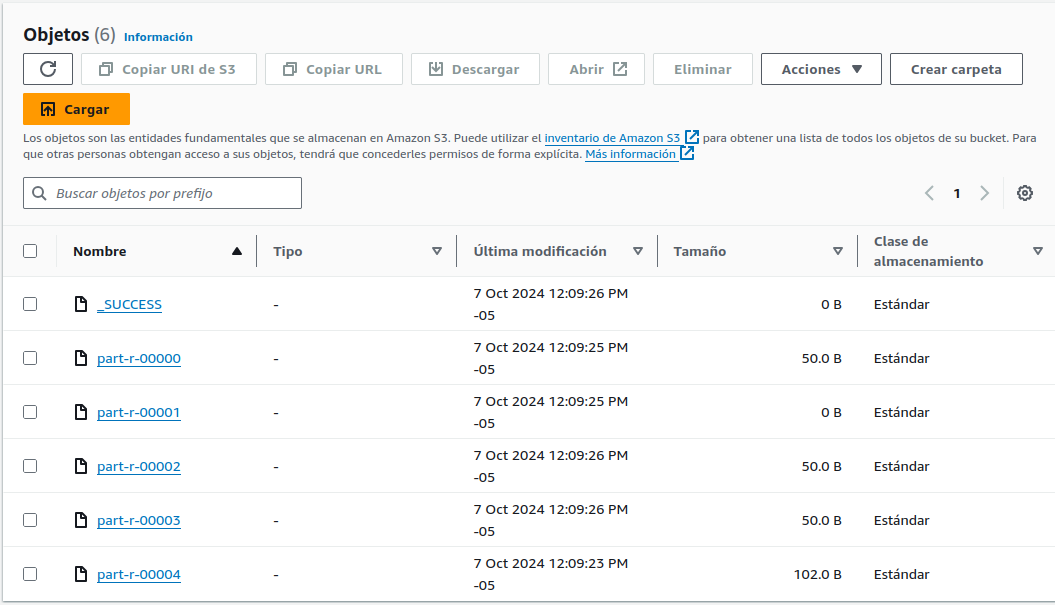 Objetos (6) Información
Copiar URI de S3 Copiar URL Descargar Abrir Eliminar Acciones Crear carpeta
Cargar
Los objetos son las entidades fundamentales que se almacenan en Amazon S3. Puede utilizar el inventario de Amazon S3 para obtener una lista de todos los objetos de su bucket. Para
que otras personas obtengan acceso a sus objetos, tendrá que concederles permisos de forma explícita. Más información
Buscar objetos por prefijo 1
Nombre Tipo Última modificación Tamaño Clase de
almacenamiento
_SUCCESS - 7 Oct 2024 12:09:26 PM
-05 0 B Estándar
part-r-00000 - 7 Oct 2024 12:09:25 PM
-05 50.0 B Estándar
part-r-00001 - 7 Oct 2024 12:09:25 PM
-05 0 B Estándar
part-r-00002 - 7 Oct 2024 12:09:26 PM
-05 50.0 B Estándar
part-r-00003 - 7 Oct 2024 12:09:26 PM
-05 50.0 B Estándar
part-r-00004 - 7 Oct 2024 12:09:23 PM
-05 102.0 B Estándar